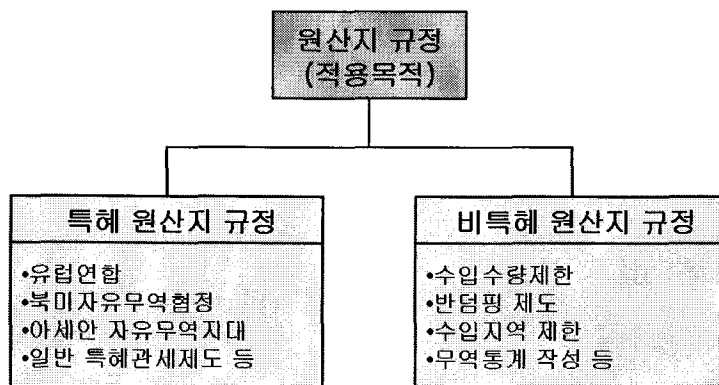 원산지 규정
(적용목적)
특혜 원산지 규정
•유럽연합
•북미자유무역협정
•아세안 자유무역지대
•일반 특혜관세제도 등
비특혜 원산지 규정
•수입수량제한
•반덤핑 제도
•수입지역 제한
•무역통계 작성 등